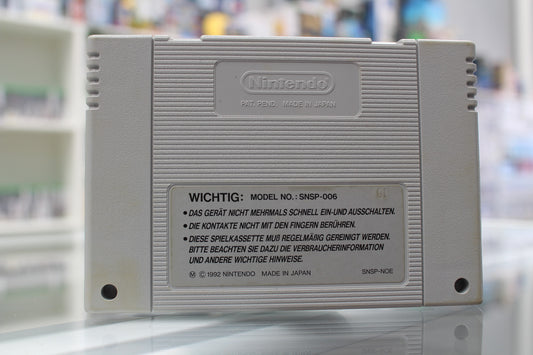 Nintendo
PAT. PEND. MADE IN JAPAN
WICHTIG: MODEL NO.: SNSP-006
• DAS GERÄT NICHT MEHRMALS SCHNELL EIN-UND AUSSCHALTEN.
• DIE KONTAKTE NICHT MIT DEN FINGERN BERÜHREN.
• DIESE SPIELKASSETTE MUß REGELMÄßIG GEREINIGT WERDEN.
BITTE BEACHTEN SIE DAZU DIE VERBRAUCHERINFORMATION
UND ANDERE WICHTIGE HINWEISE.
Ⓜ © 1992 NINTENDO MADE IN JAPAN SNSP-NOE